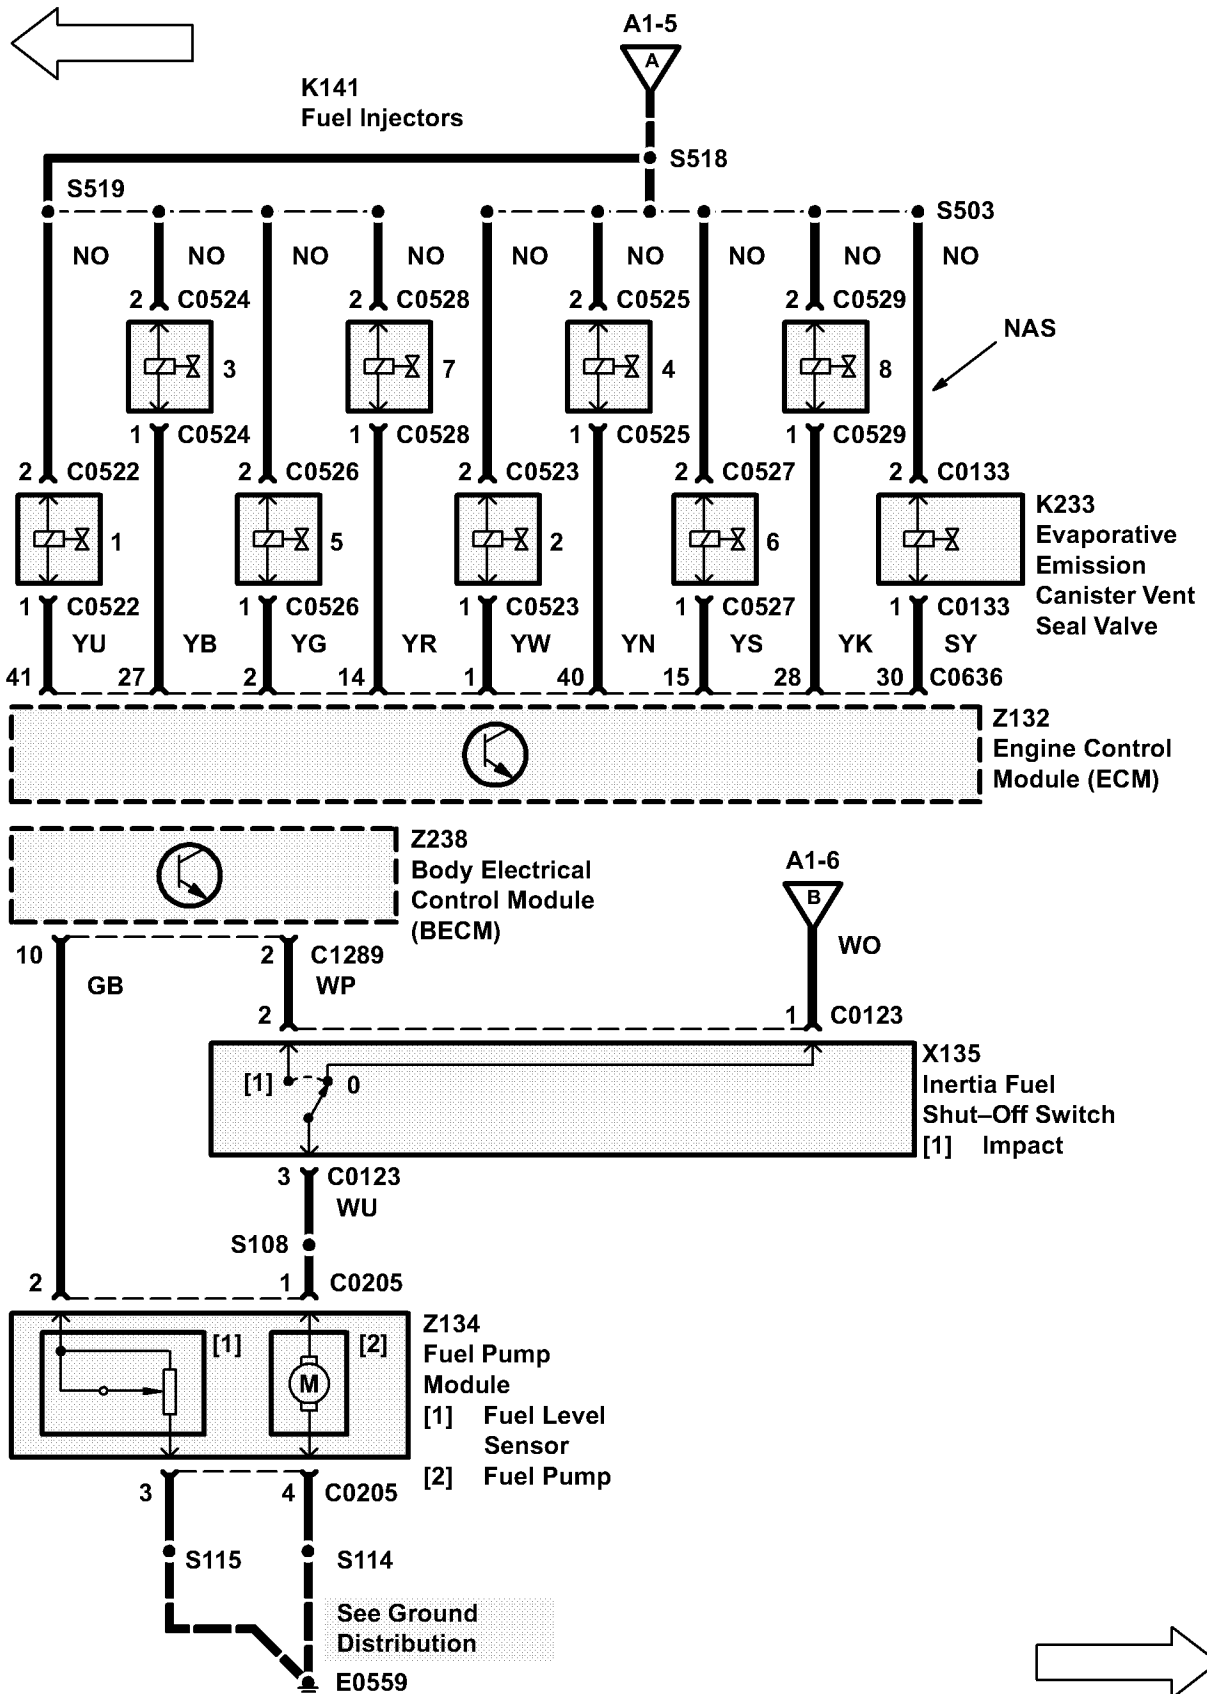 A1-5
A
K141
Fuel Injectors
S518
S519
S503
NO NO NO NO NO NO NO NO NO
2 C0524 2 C0528 2 C0525 2 C0529
NAS
3 7 4 8
1 C0524 1 C0528 1 C0525 1 C0529
2 C0522 2 C0526 2 C0523 2 C0527 2 C0133
K233
Evaporative
Emission
Canister Vent
Seal Valve
1 5 2 6
1 C0522 1 C0526 1 C0523 1 C0527 1 C0133
YU YB YG YR YW YN YS YK SY
41 27 2 14 1 40 15 28 30 C0636
Z132
Engine Control
Module (ECM)
Z238
Body Electrical
Control Module
(BECM)
A1-6
B
WO
10 2 C1289
GB WP
2 1 C0123
X135
Inertia Fuel
Shut–Off Switch
[1] Impact
[1] 0
3 C0123
WU
S108
2 1 C0205
Z134
Fuel Pump
Module
[1] Fuel Level
Sensor
[2] Fuel Pump
[1] [2]
M
3 4 C0205
S115 S114
See Ground
Distribution
E0559